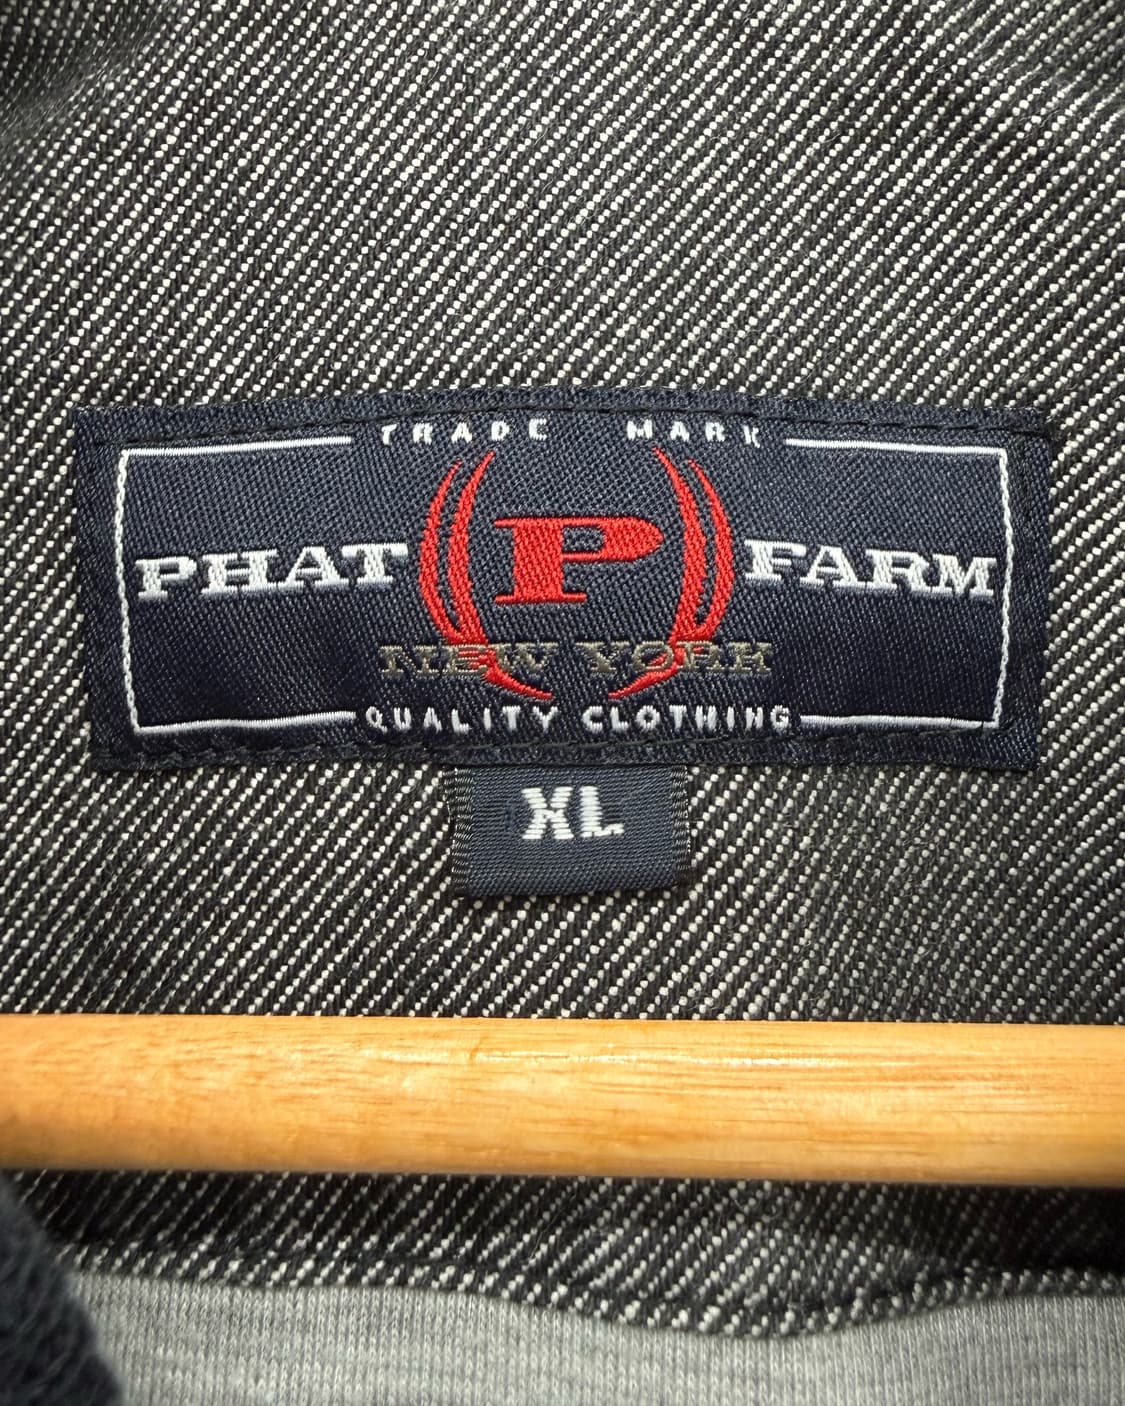 TRADE MARK
PHAT P FARM
NEW YORK
QUALITY CLOTHING
XL